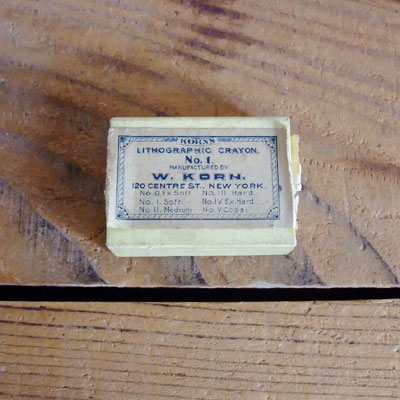 KORN'S
LITHOGRAPHIC CRAYON.
No. 1
MANUFACTURED BY
W. KORN.
120 CENTRE ST., NEW YORK.
No. 0 Ex Soft No. III Hard
No. I. Soft No. IV Ex Hard
No. II. Medium No. V Copal